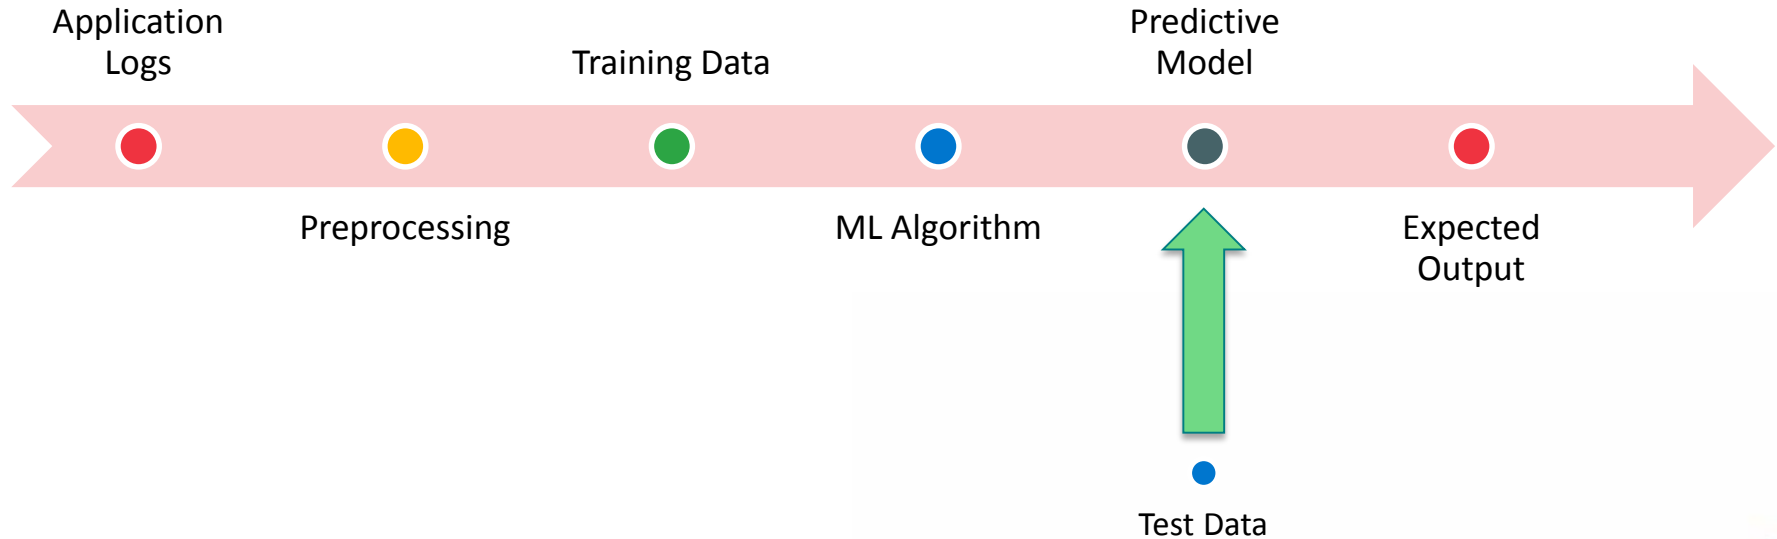 Application
Logs
Preprocessing
Training Data
ML Algorithm
Predictive
Model
Expected
Output
Test Data